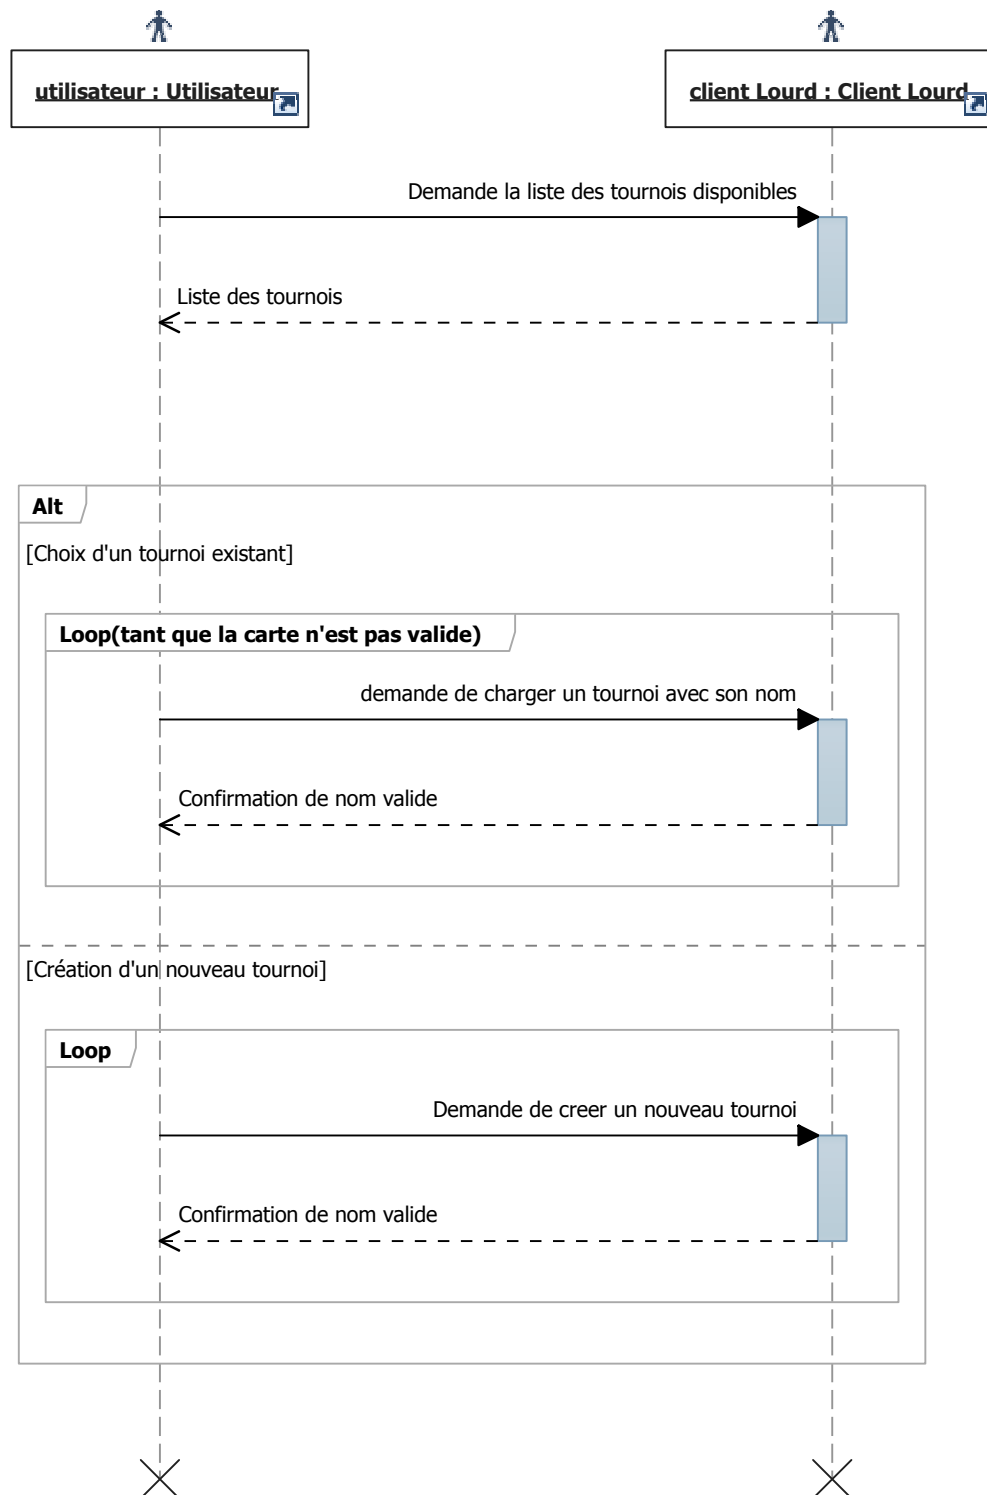 utilisateur : Utilisateur
client Lourd : Client Lourd
Demande la liste des tournois disponibles
Liste des tournois
Alt
[Choix d'un tournoi existant]
Loop(tant que la carte n'est pas valide)
demande de charger un tournoi avec son nom
Confirmation de nom valide
[Création d'un nouveau tournoi]
Loop
Demande de creer un nouveau tournoi
Confirmation de nom valide